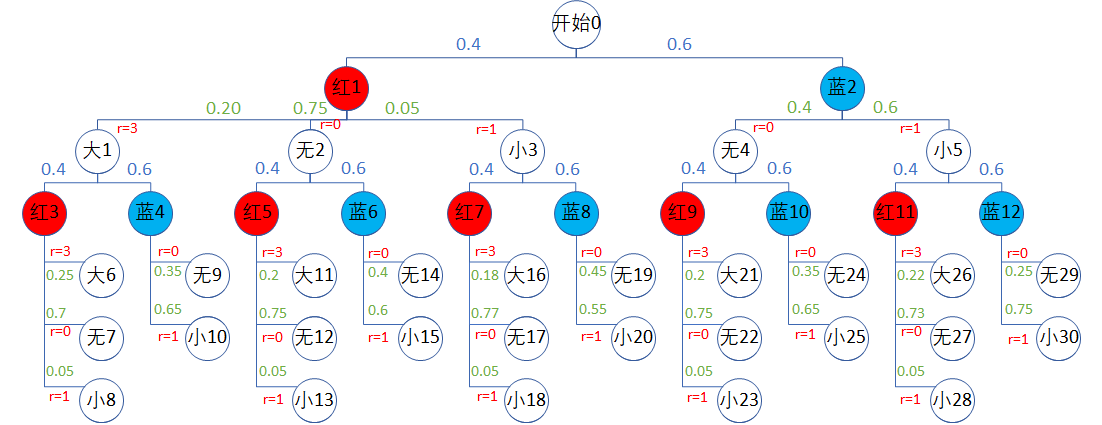 开始0
0.4 0.6
红1 蓝2
0.20 0.75 0.05 0.4 0.6
r=3 r=0 r=1 r=0 r=1
大1 无2 小3 无4 小5
0.4 0.6 0.4 0.6 0.4 0.6 0.4 0.6 0.4 0.6
红3 蓝4 红5 蓝6 红7 蓝8 红9 蓝10 红11 蓝12
r=3 r=0 r=3 r=0 r=3 r=0 r=3 r=0 r=3 r=0
0.25 0.35 0.2 0.4 0.18 0.45 0.2 0.35 0.22 0.25
大6 无9 大11 无14 大16 无19 大21 无24 大26 无29
0.7 0.65 0.75 0.6 0.77 0.55 0.75 0.65 0.73 0.75
r=0 r=1 r=0 r=1 r=0 r=1 r=0 r=1 r=0 r=1
无7 小10 无12 小15 无17 小20 无22 小25 无27 小30
0.05 0.05 0.05 0.05 0.05
r=1 r=1 r=1 r=1 r=1
小8 小13 小18 小23 小28